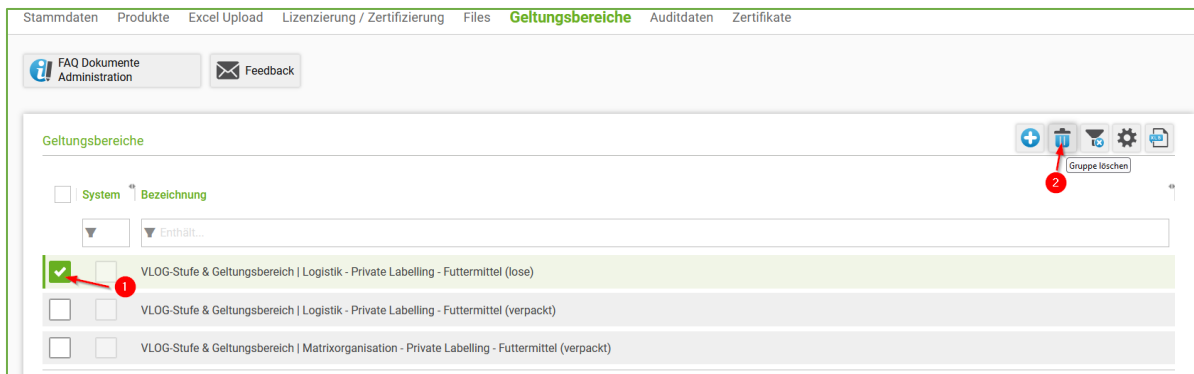 Stammdaten Produkte Excel Upload Lizenzierung / Zertifizierung Files Geltungsbereiche Auditdaten Zertifikate
FAQ Dokumente
Administration
Feedback
Geltungsbereiche
Gruppe löschen
2
System Bezeichnung
Enthält...
VLOG-Stufe & Geltungsbereich | Logistik - Private Labelling - Futtermittel (lose)
1
VLOG-Stufe & Geltungsbereich | Logistik - Private Labelling - Futtermittel (verpackt)
VLOG-Stufe & Geltungsbereich | Matrixorganisation - Private Labelling - Futtermittel (verpackt)